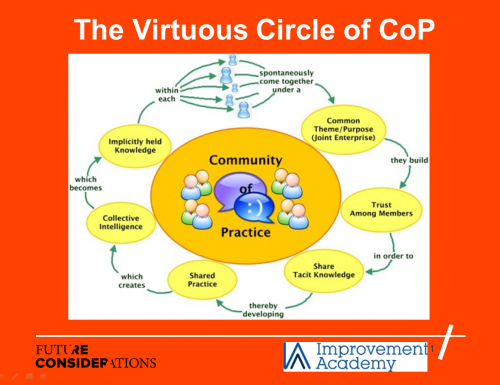 The Virtuous Circle of CoP
within
each
spontaneously
come together
under a
Common
Theme/Purpose
(Joint Enterprise)
they build
Trust
Among Members
in order to
Share
Tacit Knowledge
thereby
developing
Shared
Practice
which
creates
Collective
Intelligence
which
becomes
Implicitly held
Knowledge
Community
of
:)
Practice
FUTURE
CONSIDERATIONS
Improvement
Academy